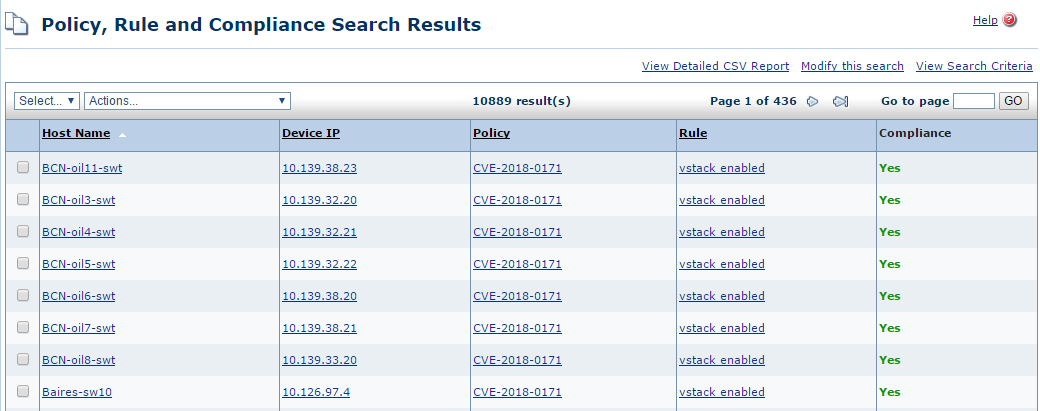 Policy, Rule and Compliance Search Results
Help ?
View Detailed CSV Report Modify this search View Search Criteria
Select... Actions... 10889 result(s) Page 1 of 436 Go to page GO
Host Name Device IP Policy Rule Compliance
BCN-oil11-swt 10.139.38.23 CVE-2018-0171 vstack enabled Yes
BCN-oil3-swt 10.139.32.20 CVE-2018-0171 vstack enabled Yes
BCN-oil4-swt 10.139.32.21 CVE-2018-0171 vstack enabled Yes
BCN-oil5-swt 10.139.32.22 CVE-2018-0171 vstack enabled Yes
BCN-oil6-swt 10.139.38.20 CVE-2018-0171 vstack enabled Yes
BCN-oil7-swt 10.139.38.21 CVE-2018-0171 vstack enabled Yes
BCN-oil8-swt 10.139.33.20 CVE-2018-0171 vstack enabled Yes
Baires-sw10 10.126.97.4 CVE-2018-0171 vstack enabled Yes